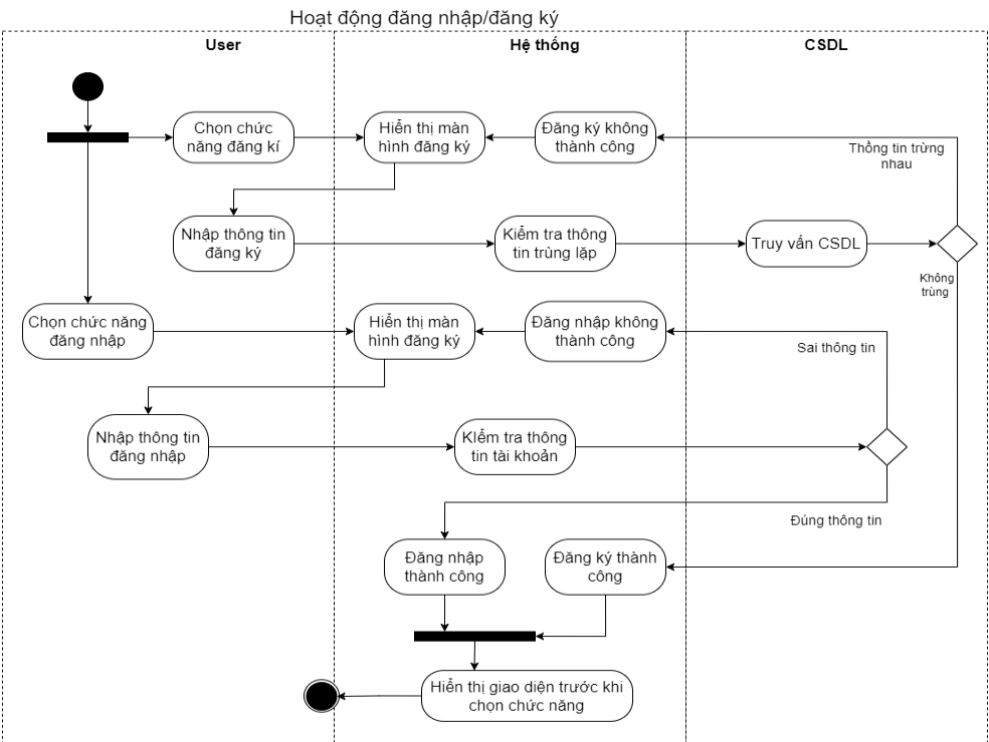 Hoạt động đăng nhập/đăng ký
User
Hệ thống
CSDL
Chọn chức
năng đăng kí
Hiển thị màn
hình đăng ký
Đăng ký không
thành công
Thồng tin trừng
nhau
Nhập thông tin
đăng ký
Kiểm tra thông
tin trùng lặp
Truy vấn CSDL
Không
trùng
Chọn chức năng
đăng nhập
Hiển thị màn
hình đăng ký
Đăng nhập không
thành công
Sai thông tin
Nhập thông tin
đăng nhập
KIểm tra thông
tin tài khoản
Đúng thông tin
Đăng nhập
thành công
Đăng ký thành
công
Hiển thị giao diện trước khi
chọn chức năng